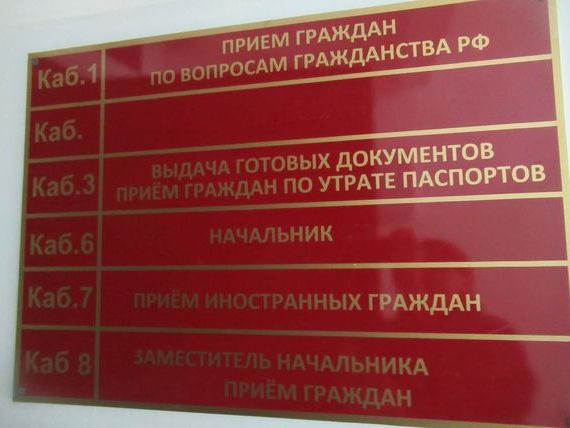 Каб.1
ПРИЕМ ГРАЖДАН
ПО ВОПРОСАМ ГРАЖДАНСТВА РФ
Каб.
Каб.3
ВЫДАЧА ГОТОВЫХ ДОКУМЕНТОВ
ПРИЁМ ГРАЖДАН ПО УТРАТЕ ПАСПОРТОВ
Каб.6
НАЧАЛЬНИК
Каб.7
ПРИЁМ ИНОСТРАННЫХ ГРАЖДАН
Каб 8
ЗАМЕСТИТЕЛЬ НАЧАЛЬНИКА
ПРИЁМ ГРАЖДАН